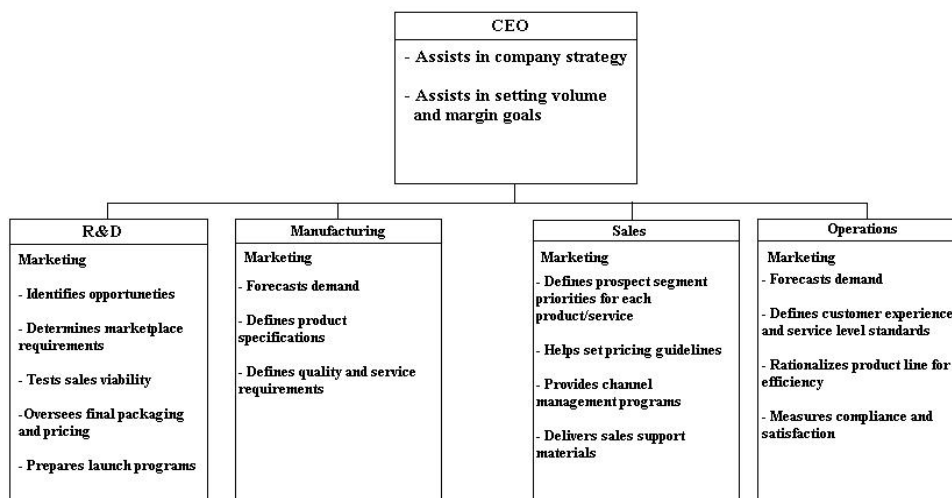 CEO
- Assists in company strategy
- Assists in setting volume
and margin goals
R&D
Marketing
- Identifies opportuneties
- Determines marketplace
requirements
- Tests sales viability
-Oversees final packaging
and pricing
- Prepares launch programs
Manufacturing
Marketing
- Forecasts demand
- Defines product
specifications
- Defines quality and service
requirements
Sales
Marketing
- Defines prospect segment
priorities for each
product/service
- Helps set pricing guidelines
- Provides channel
management programs
- Delivers sales support
materials
Operations
Marketing
- Forecasts demand
- Defines customer experience
and service level standards
- Rationalizes product line for
efficiency
- Measures compliance and
satisfaction